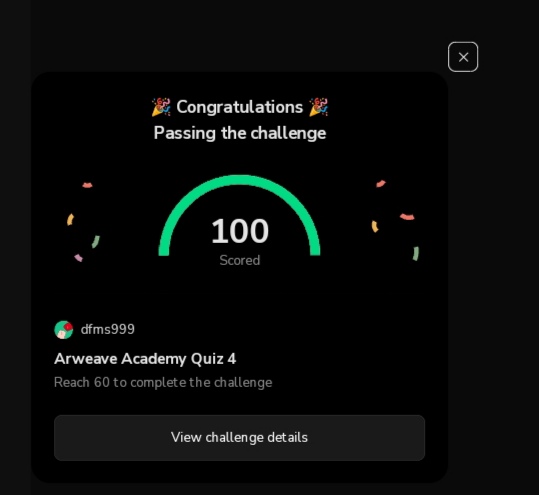 🎉 Congratulations 🎉
Passing the challenge
100
Scored
dfms999
Arweave Academy Quiz 4
Reach 60 to complete the challenge
View challenge details